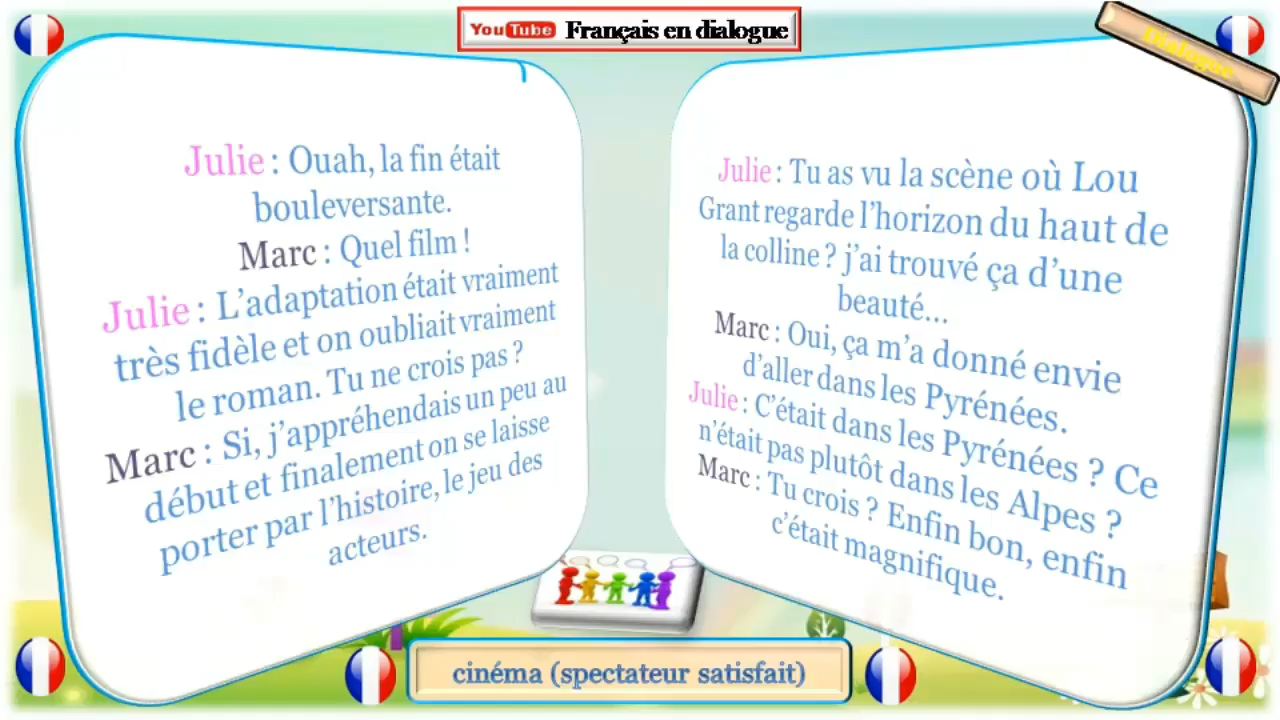 YouTube Français en dialogue
Dialogue
Julie : Ouah, la fin était
bouleversante.
Marc : Quel film !
Julie : L'adaptation était vraiment
très fidèle et on oubliait vraiment
le roman. Tu ne crois pas ?
Marc : Si, j'appréhendais un peu au
début et finalement on se laisse
porter par l'histoire, le jeu des
acteurs.
Julie : Tu as vu la scène où Lou
Grant regarde l'horizon du haut de
la colline ? j'ai trouvé ça d'une
beauté...
Marc : Oui, ça m'a donné envie
d'aller dans les Pyrénées.
Julie : C'était dans les Pyrénées ? Ce
n'était pas plutôt dans les Alpes ?
Marc : Tu crois ? Enfin bon, enfin
c'était magnifique.
cinéma (spectateur satisfait)